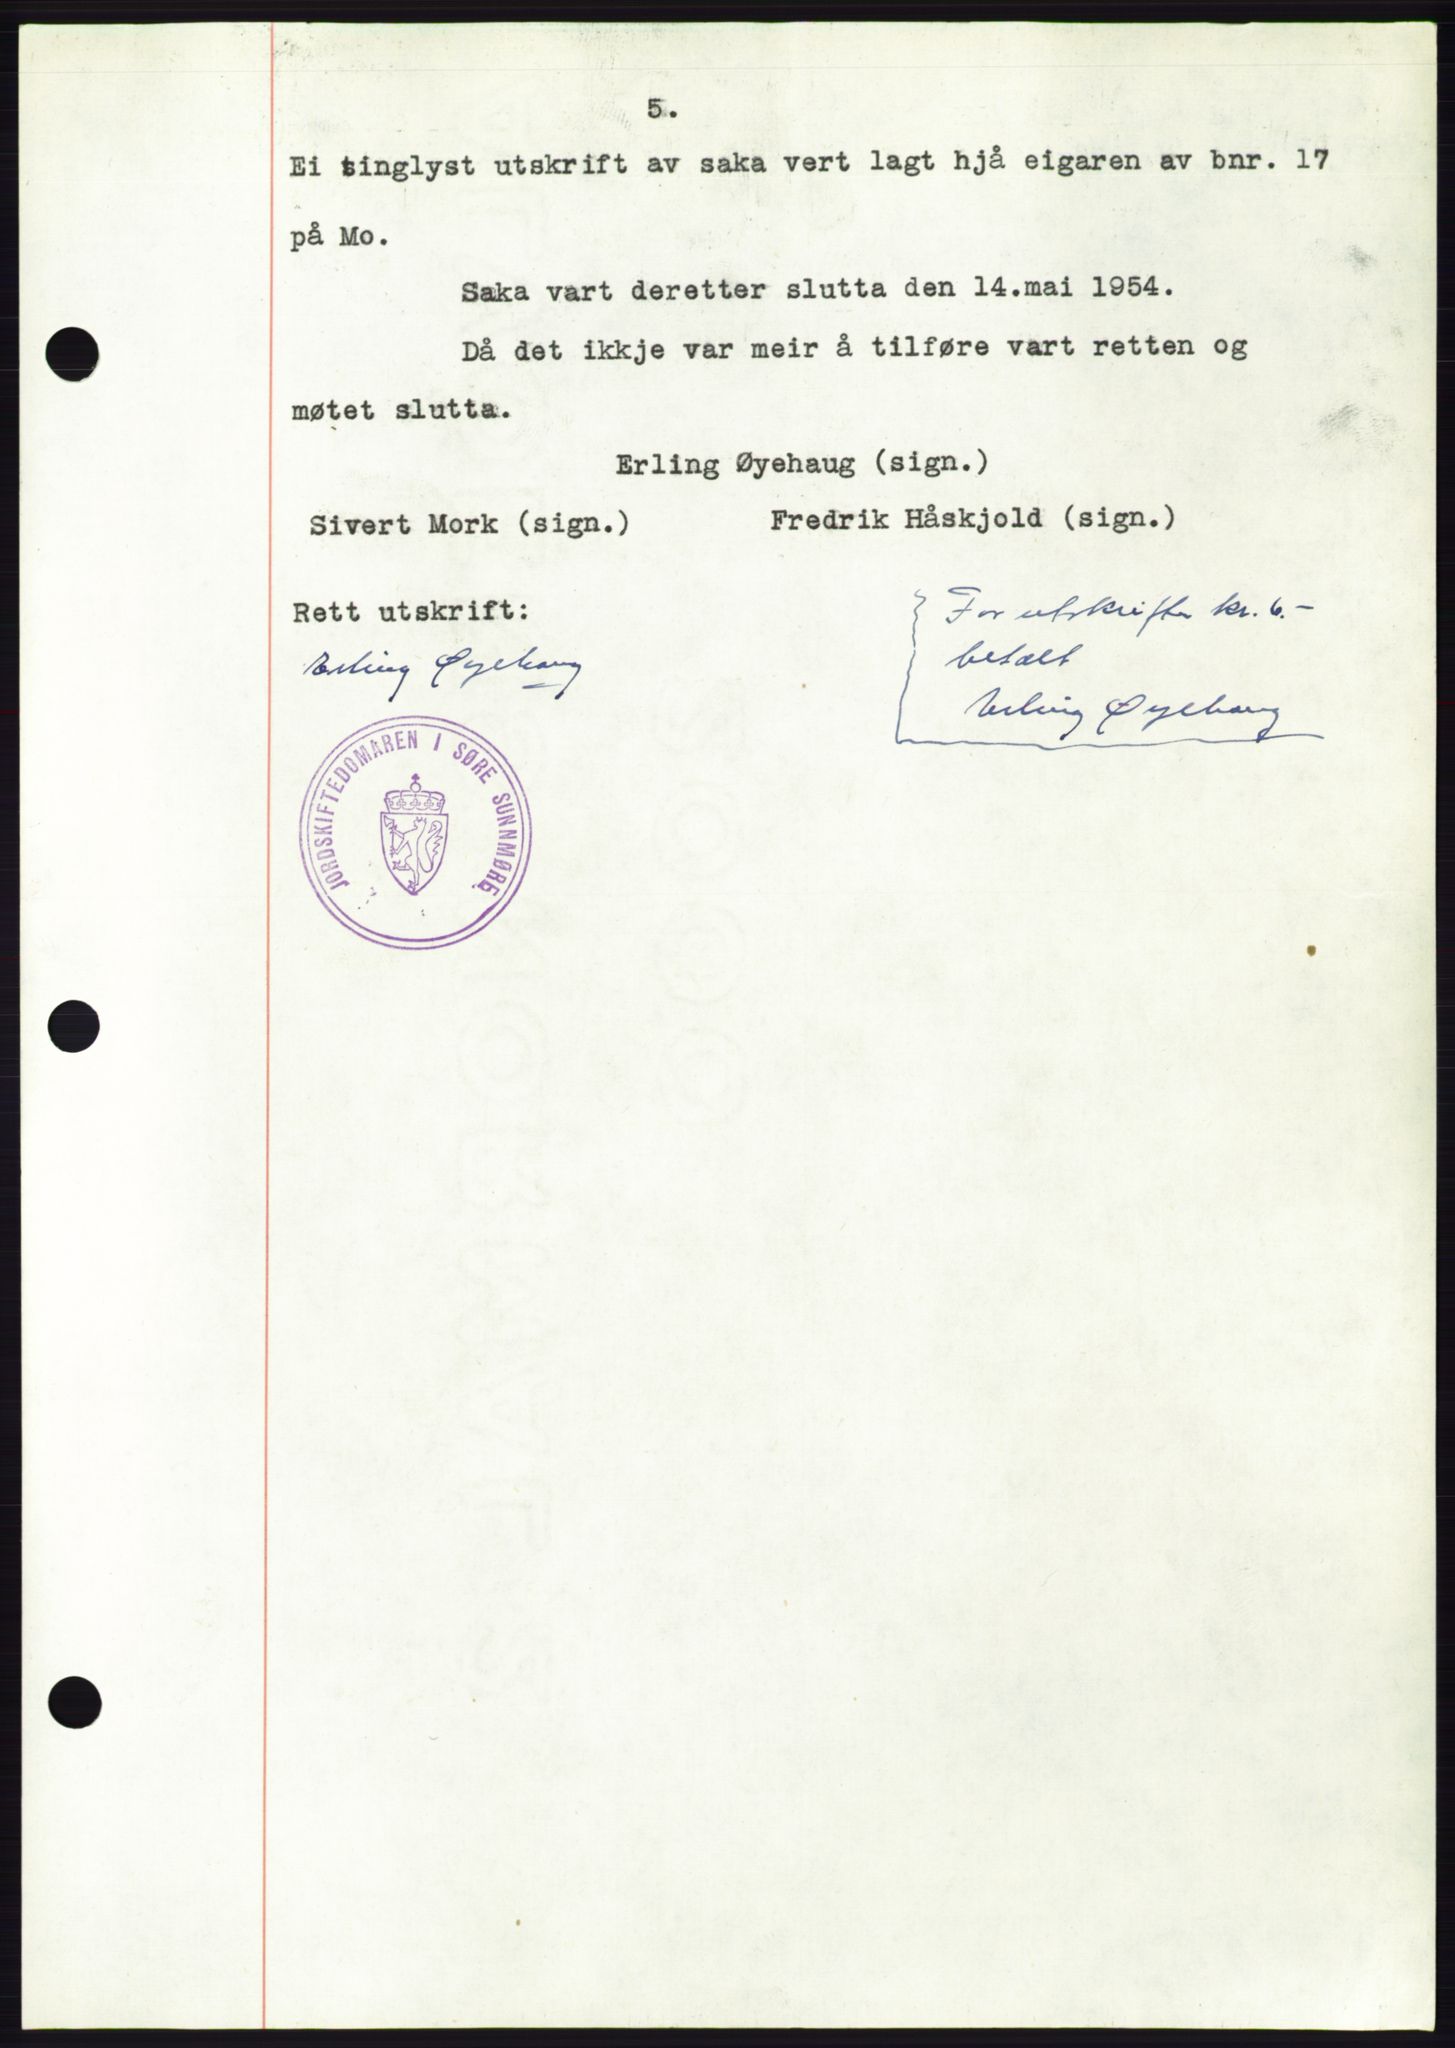 5.
Ei tinglyst utskrift av saka vert lagt hjå eigaren av bnr. 17
på Mo.
Saka vart deretter slutta den 14.mai 1954.
Då det ikkje var meir å tilføre vart retten og
møtet slutta.
Erling Øyehaug (sign.)
Sivert Mork (sign.) Fredrik Håskjold (sign.)
Rett utskrift:
Erling Øyehaug
For utskrifta kr. 6.-
betalt
Erling Øyehaug
JORDSKIFTEDOMAREN I SØRE SUNNMØRE